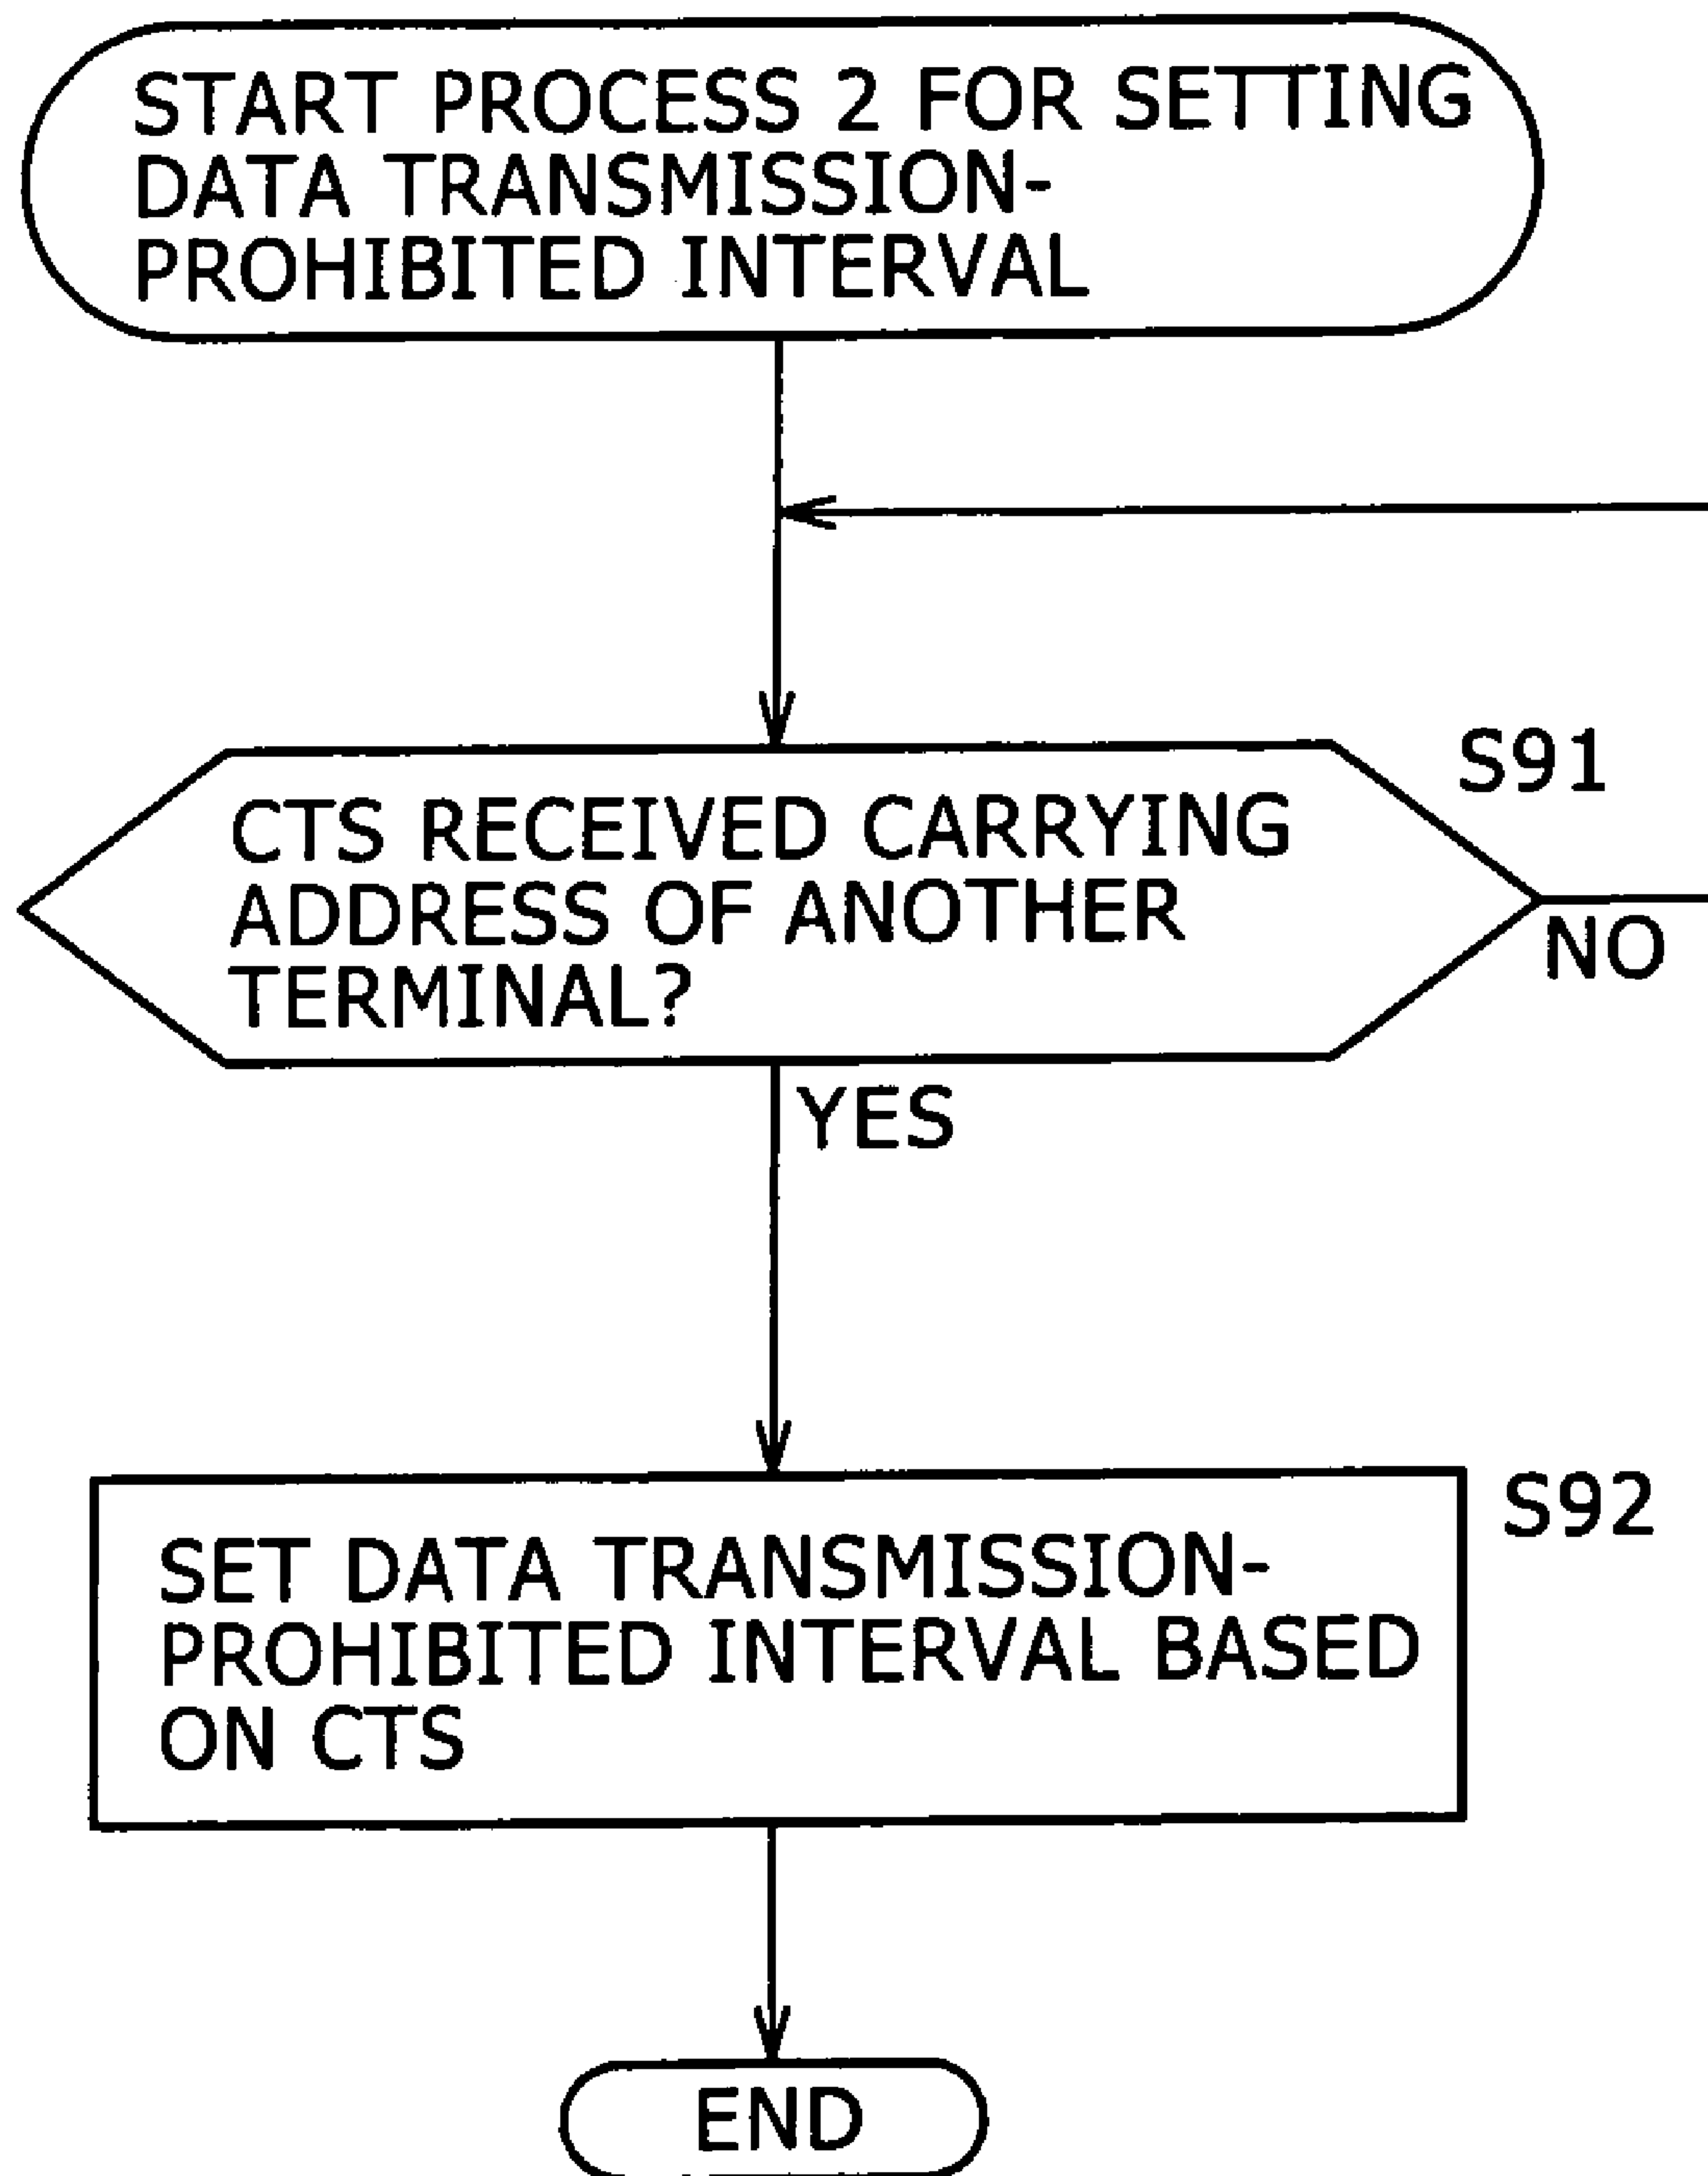 START PROCESS 2 FOR SETTING
DATA TRANSMISSION-
PROHIBITED INTERVAL
S91
CTS RECEIVED CARRYING
ADDRESS OF ANOTHER
TERMINAL?
NO
YES
S92
SET DATA TRANSMISSION-
PROHIBITED INTERVAL BASED
ON CTS
END